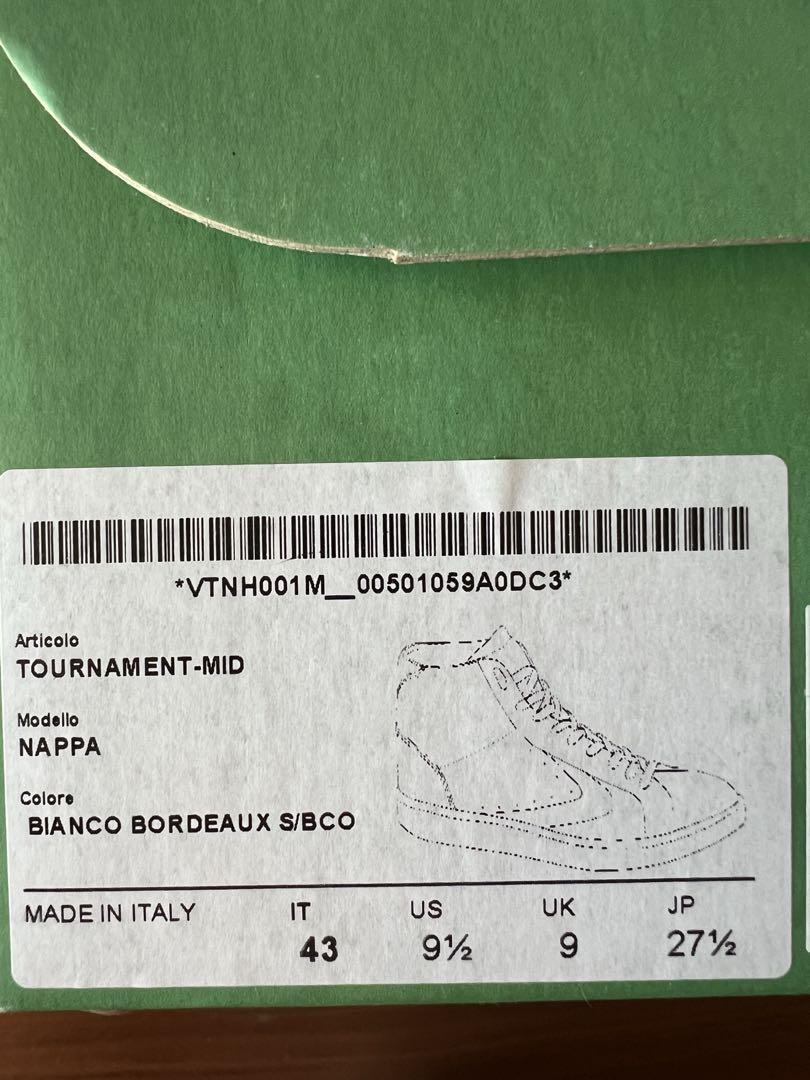 *VTNH001M__00501059A0DC3*
Articolo
TOURNAMENT-MID
Modello
NAPPA
Colore
BIANCO BORDEAUX S/BCO
MADE IN ITALY IT US UK JP
43 9½ 9 27½